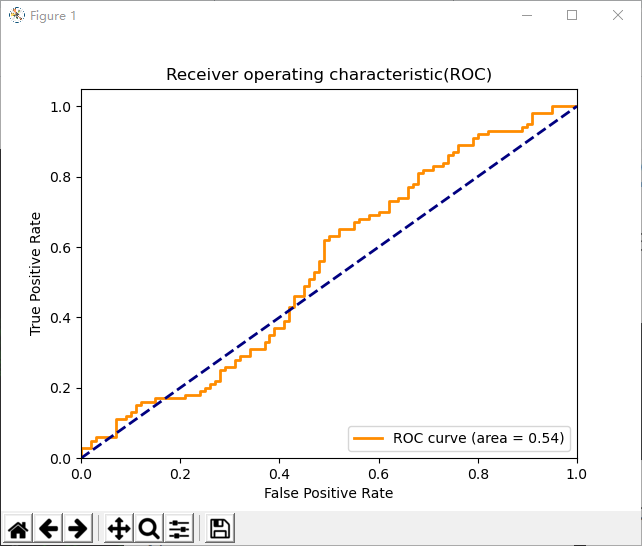 Figure 1
Receiver operating characteristic(ROC)
1.0
0.8
0.6
0.4
0.2
0.0
True Positive Rate
ROC curve (area = 0.54)
0.0 0.2 0.4 0.6 0.8 1.0
False Positive Rate